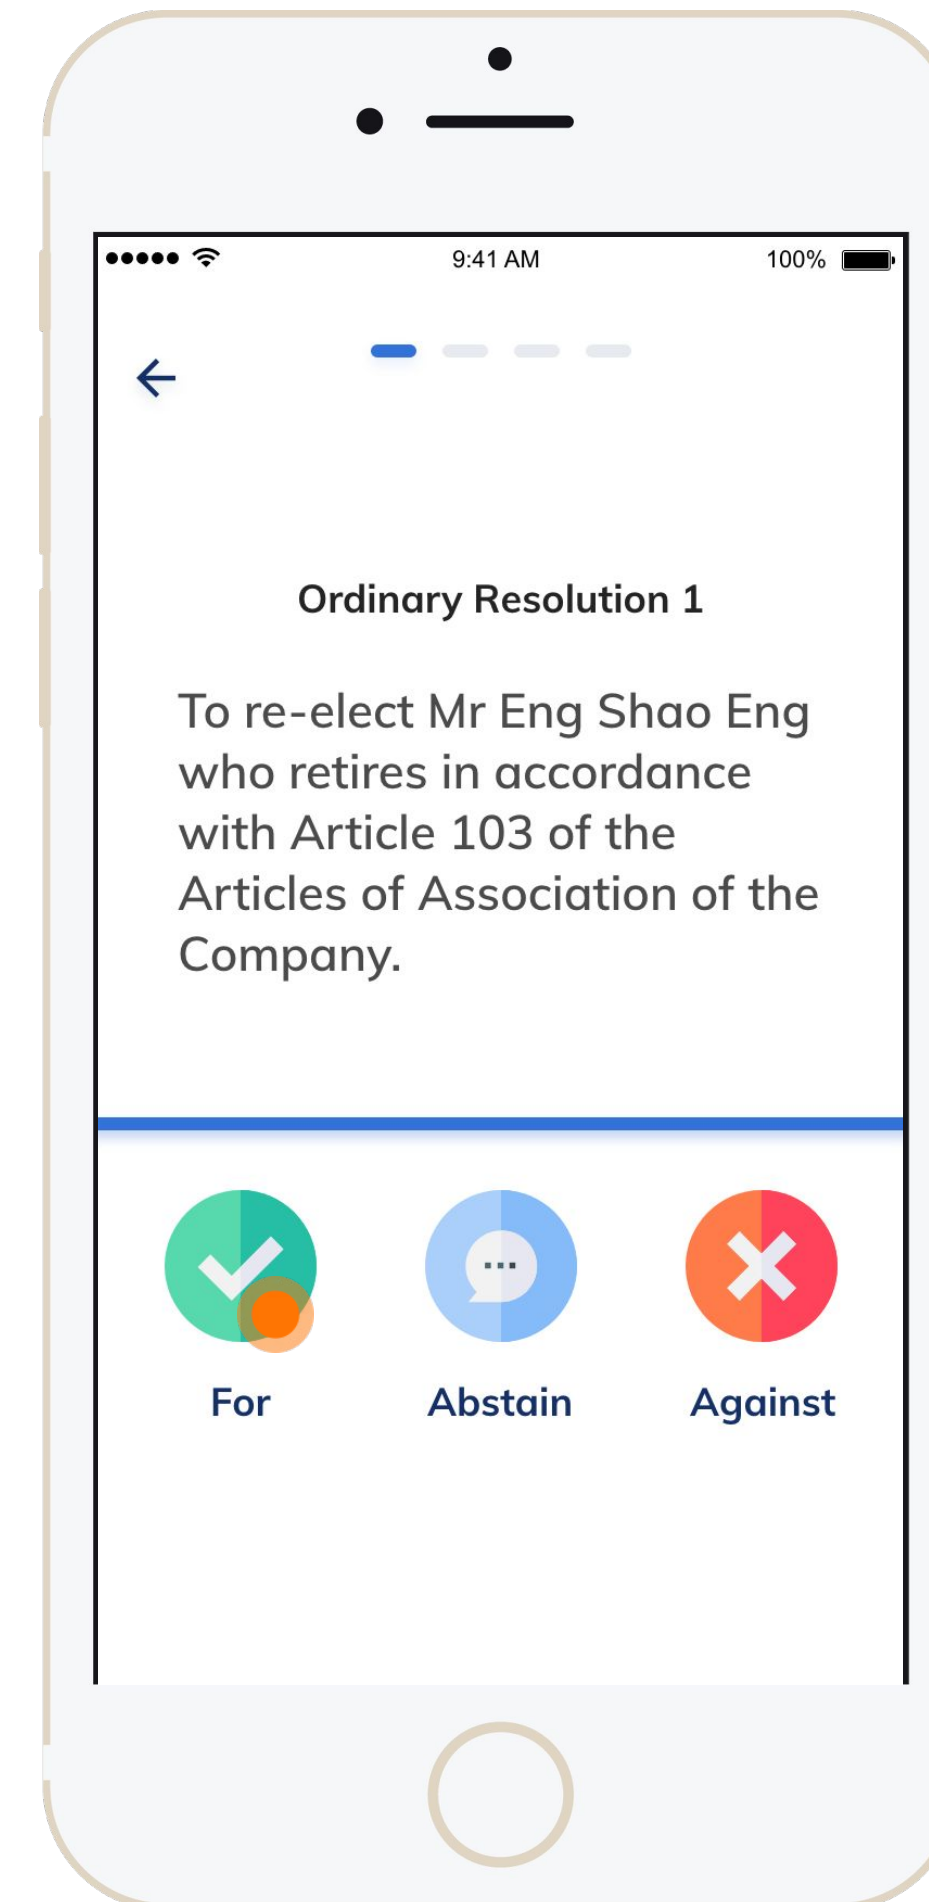 9:41 AM 100%
Ordinary Resolution 1
To re-elect Mr Eng Shao Eng
who retires in accordance
with Article 103 of the
Articles of Association of the
Company.
For Abstain Against